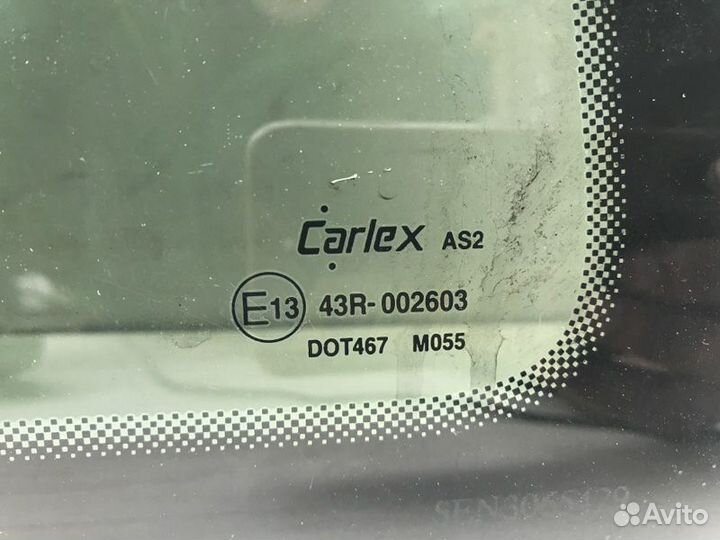 Carlex AS2
E13 43R-002603
DOT467 M055
Avito